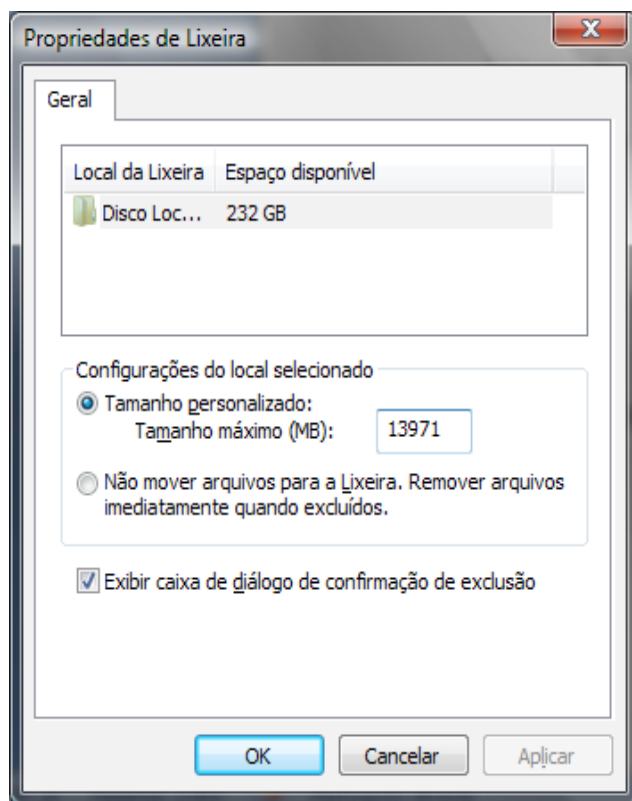 Propriedades de Lixeira
Geral
Local da Lixeira Espaço disponível
Disco Loc... 232 GB
Configurações do local selecionado
Tamanho personalizado:
Tamanho máximo (MB): 13971
Não mover arquivos para a Lixeira. Remover arquivos
imediatamente quando excluídos.
Exibir caixa de diálogo de confirmação de exclusão
OK Cancelar Aplicar